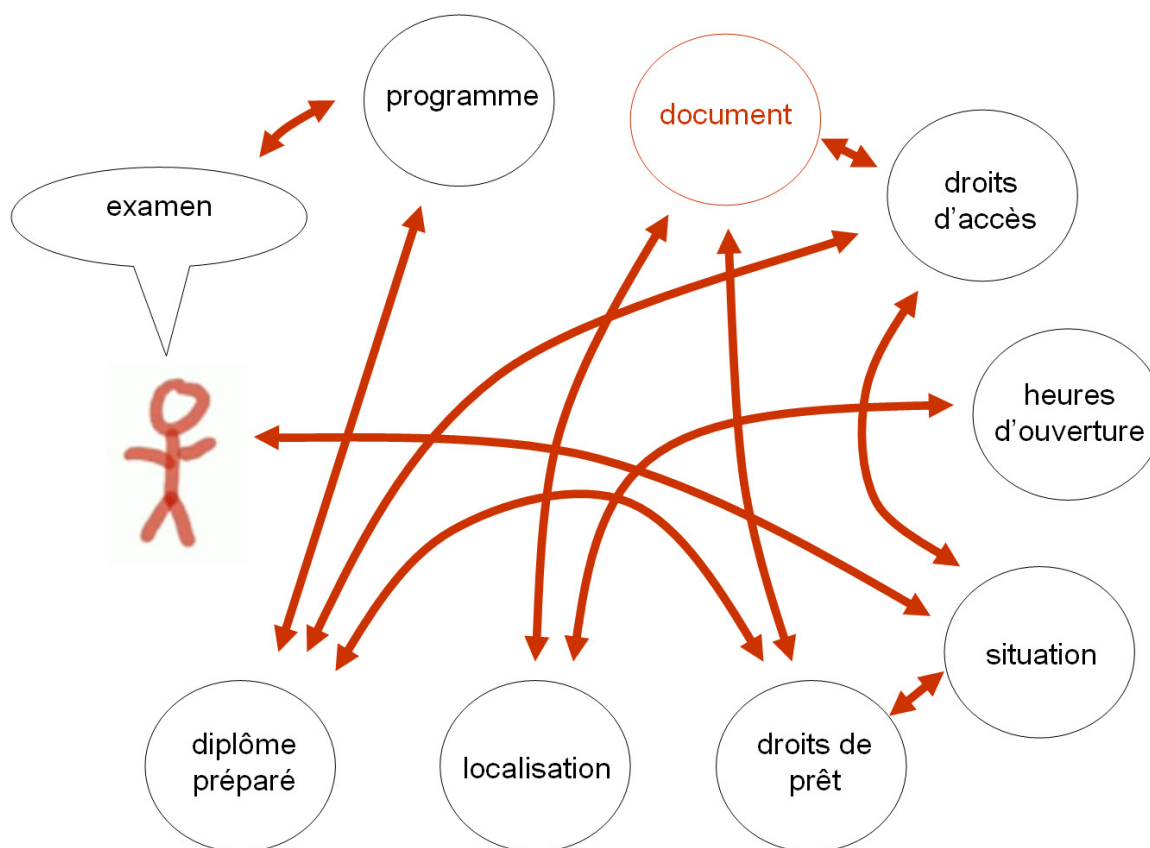 programme
document
examen
droits
d'accès
heures
d'ouverture
situation
diplôme
préparé
localisation
droits de
prêt